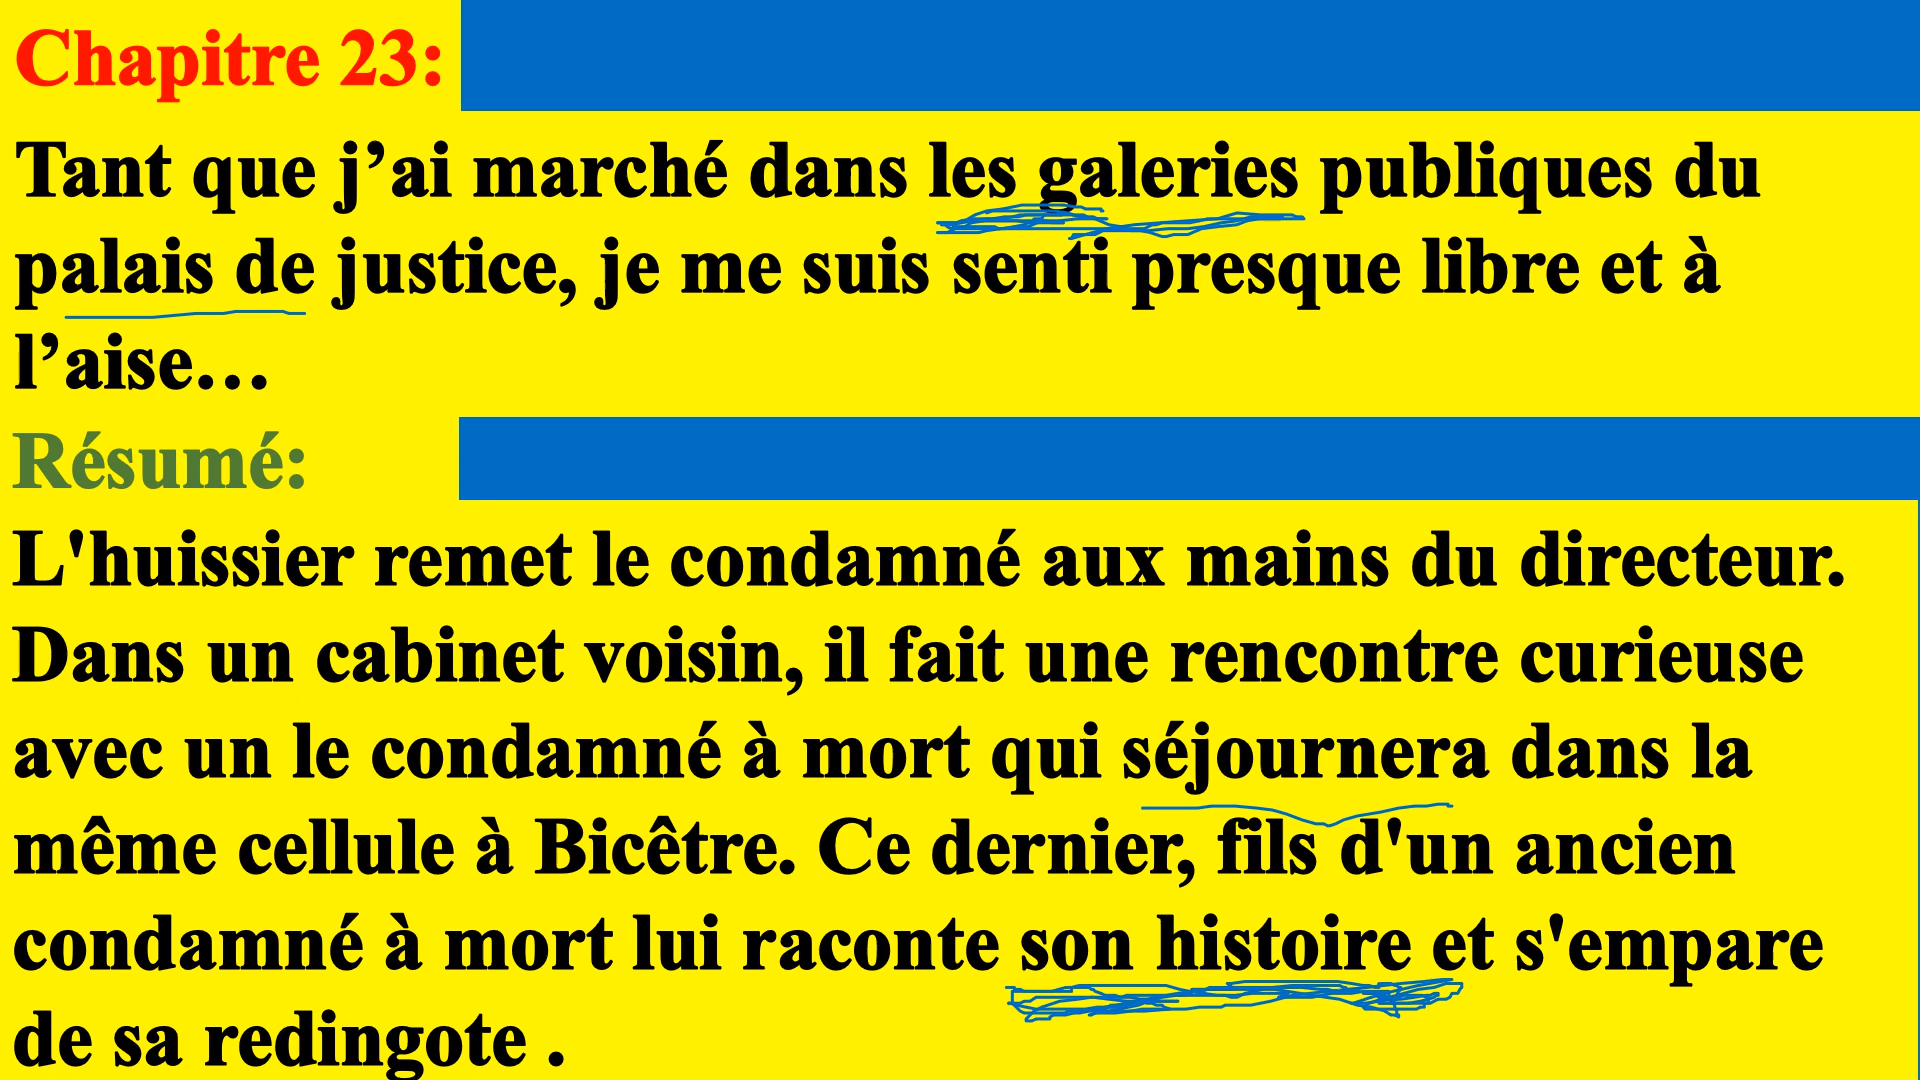 Chapitre 23:
Tant que j’ai marché dans les galeries publiques du
palais de justice, je me suis senti presque libre et à
l’aise…
Résumé:
L'huissier remet le condamné aux mains du directeur.
Dans un cabinet voisin, il fait une rencontre curieuse
avec un le condamné à mort qui séjournera dans la
même cellule à Bicêtre. Ce dernier, fils d'un ancien
condamné à mort lui raconte son histoire et s'empare
de sa redingote .